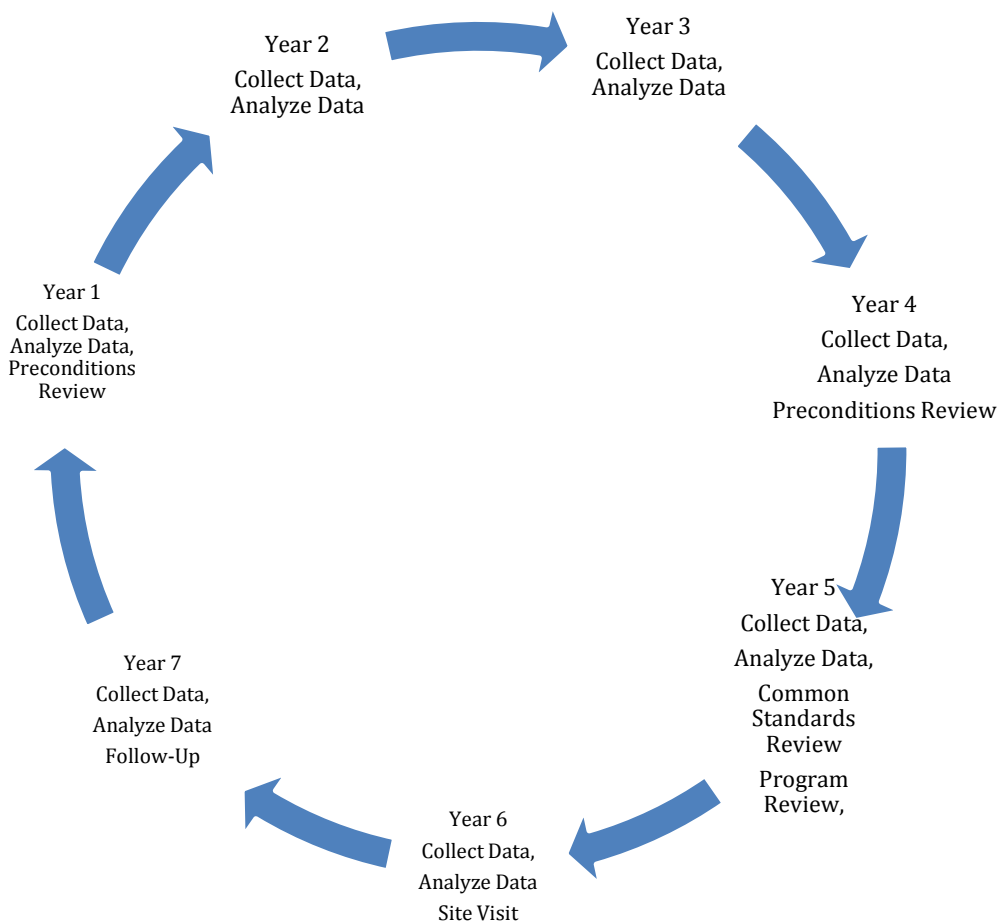 Year 1
Collect Data,
Analyze Data,
Preconditions
Review
Year 2
Collect Data,
Analyze Data
Year 3
Collect Data,
Analyze Data
Year 4
Collect Data,
Analyze Data
Preconditions Review
Year 5
Collect Data,
Analyze Data,
Common
Standards
Review
Program
Review,
Year 6
Collect Data,
Analyze Data
Site Visit
Year 7
Collect Data,
Analyze Data
Follow-Up